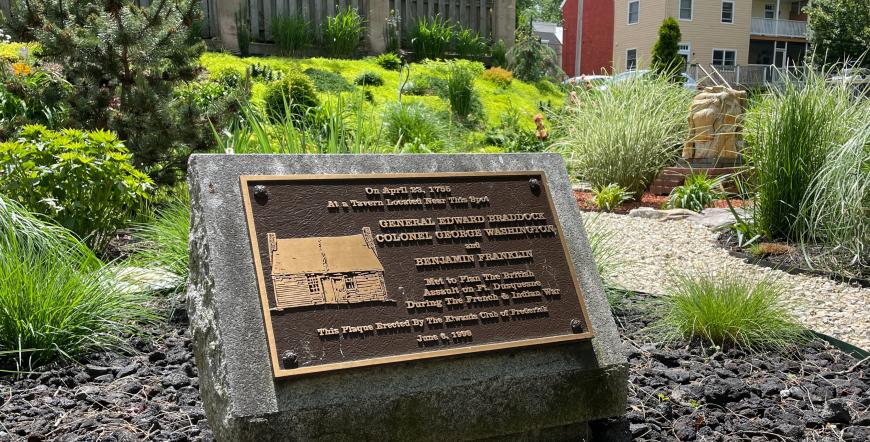 On April 23, 1755
At a Tavern Located Near This Spot
GENERAL EDWARD BRADDOCK
COLONEL GEORGE WASHINGTON
and
BENJAMIN FRANKLIN
Met to Plan The British
Assault on Ft. Duquesne
During The French & Indian War
This Plaque Erected By The Kiwanis Club of Frederick
June 6,